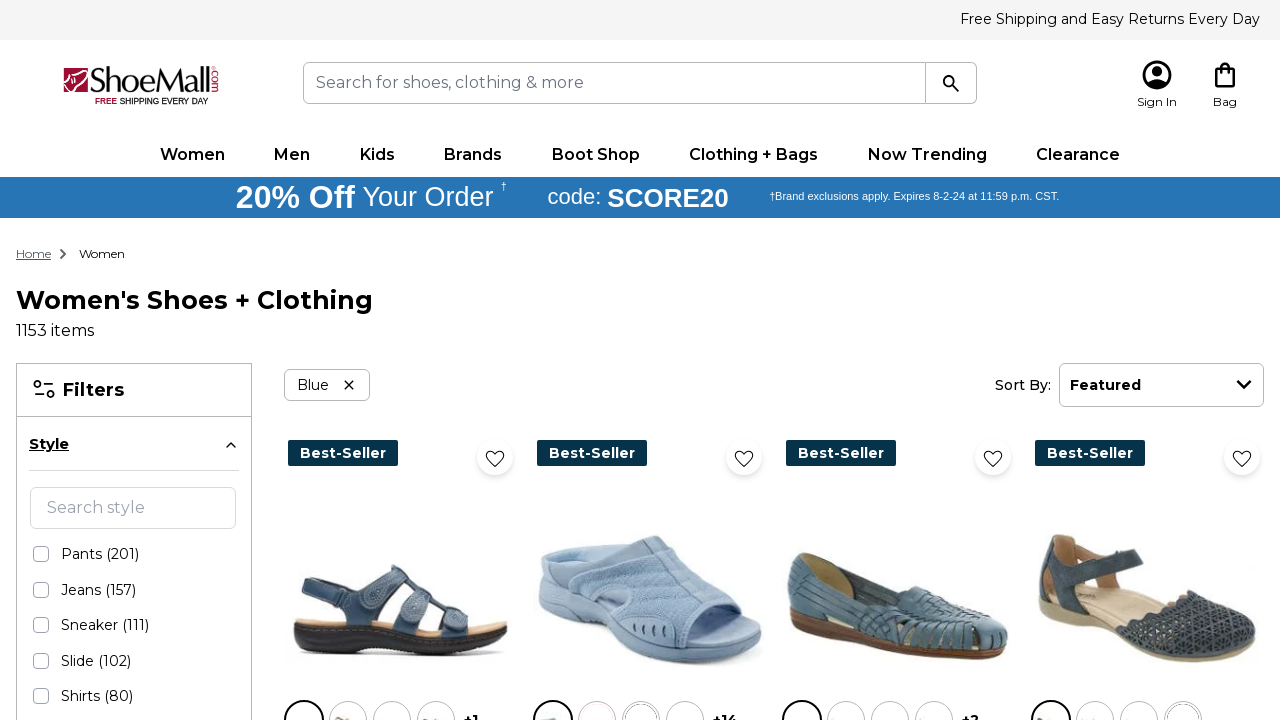 Free Shipping and Easy Returns Every Day
ShoeMall.com®
FREE SHIPPING EVERY DAY
Search for shoes, clothing & more
Sign In
Bag
Women
Men
Kids
Brands
Boot Shop
Clothing + Bags
Now Trending
Clearance
20% Off Your Order † code: SCORE20 †Brand exclusions apply. Expires 8-2-24 at 11:59 p.m. CST.
Home
Women
Women's Shoes + Clothing
1153 items
Filters
Style
Search style
Pants (201)
Jeans (157)
Sneaker (111)
Slide (102)
Shirts (80)
Blue
Sort By:
Featured
Best-Seller
Best-Seller
Best-Seller
Best-Seller
+1
+14
+2